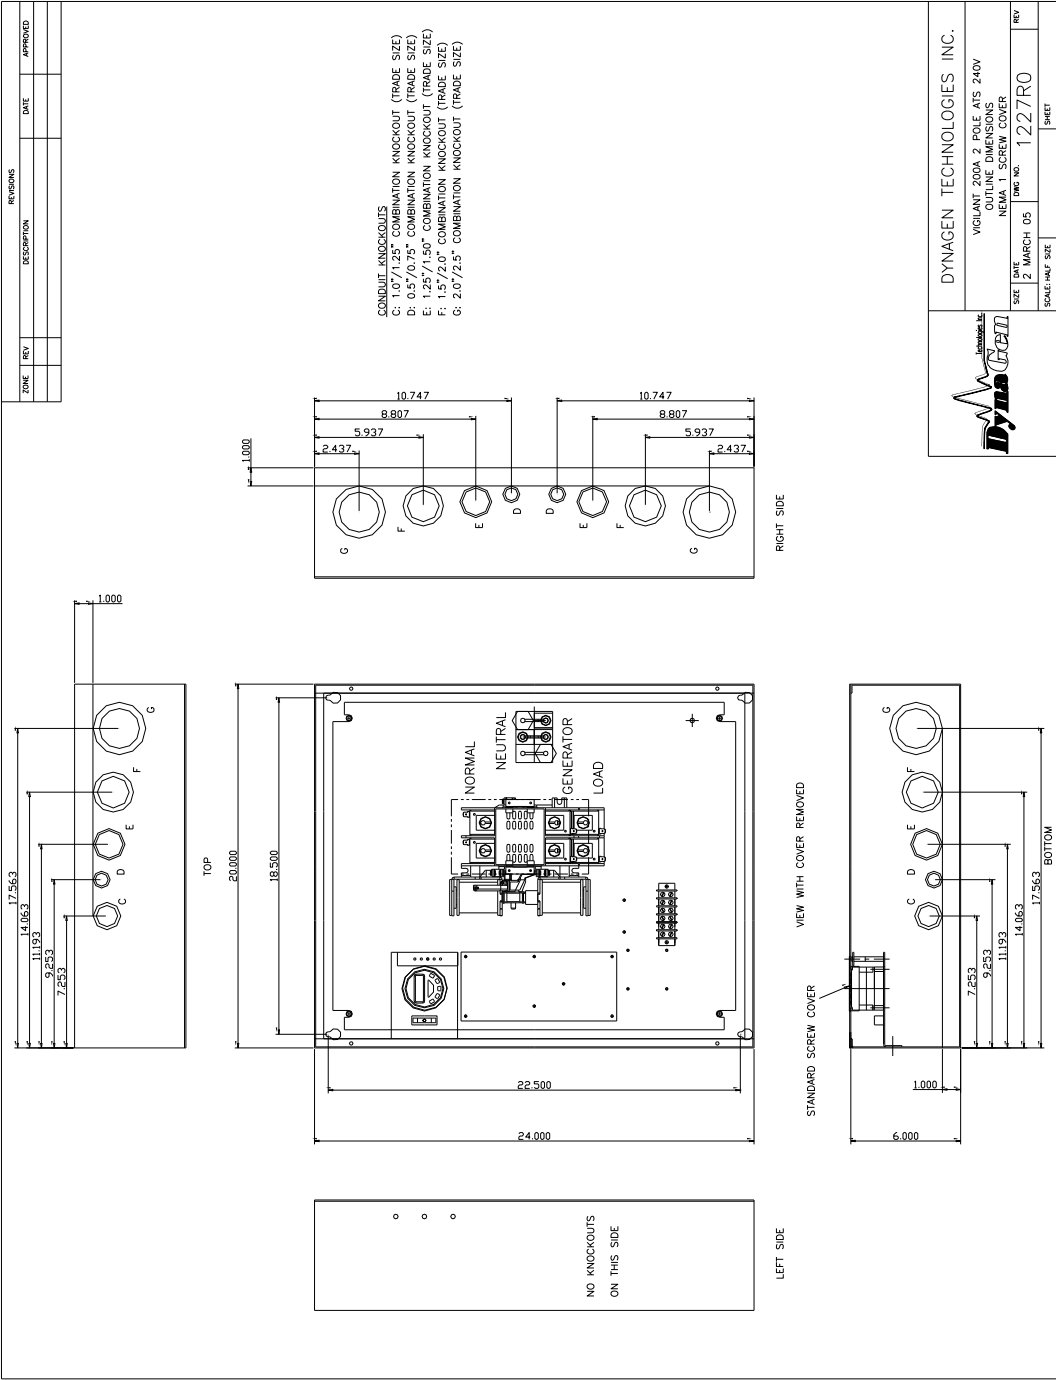 REVISIONS
ZONE REV DESCRIPTION DATE APPROVED
CONDUIT KNOCKOUTS
C: 1.0"/1.25" COMBINATION KNOCKOUT (TRADE SIZE)
D: 0.5"/0.75" COMBINATION KNOCKOUT (TRADE SIZE)
E: 1.25"/1.50" COMBINATION KNOCKOUT (TRADE SIZE)
F: 1.5"/2.0" COMBINATION KNOCKOUT (TRADE SIZE)
G: 2.0"/2.5" COMBINATION KNOCKOUT (TRADE SIZE)
17.563
14.063
11.193
9.253
7.253
1.000
C D E F G
TOP
20.000
18.500
NORMAL
NEUTRAL
GENERATOR
LOAD
22.500
24.000
VIEW WITH COVER REMOVED
10.747
8.807
5.937
2.437
10.747
8.807
5.937
2.437
1.000
G F E D D E F G
RIGHT SIDE
NO KNOCKOUTS
ON THIS SIDE
LEFT SIDE
STANDARD SCREW COVER
C D E F G
7.253
9.253
11.193
14.063
17.563
1.000
6.000
BOTTOM
DynaGen
Technologies Inc.
DYNAGEN TECHNOLOGIES INC.
VIGILANT 200A 2 POLE ATS 240V
OUTLINE DIMENSIONS
NEMA 1 SCREW COVER
SIZE DATE DWG NO. REV
2 MARCH 05 1227R0
SCALE: HALF SIZE SHEET